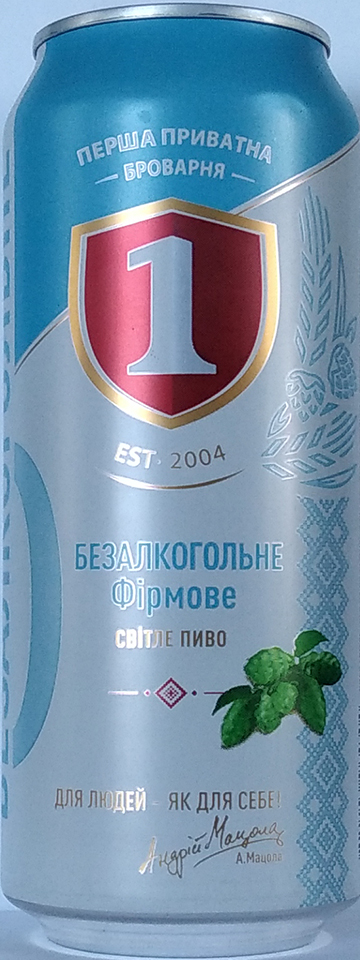 ПЕРША ПРИВАТНА
БРОВАРНЯ
1
EST 2004
БЕЗАЛКОГОЛЬНЕ
Фірмове
СВІТЛЕ ПИВО
ДЛЯ ЛЮДЕЙ - ЯК ДЛЯ СЕБЕ!
Андрій Мацола
А.Мацола